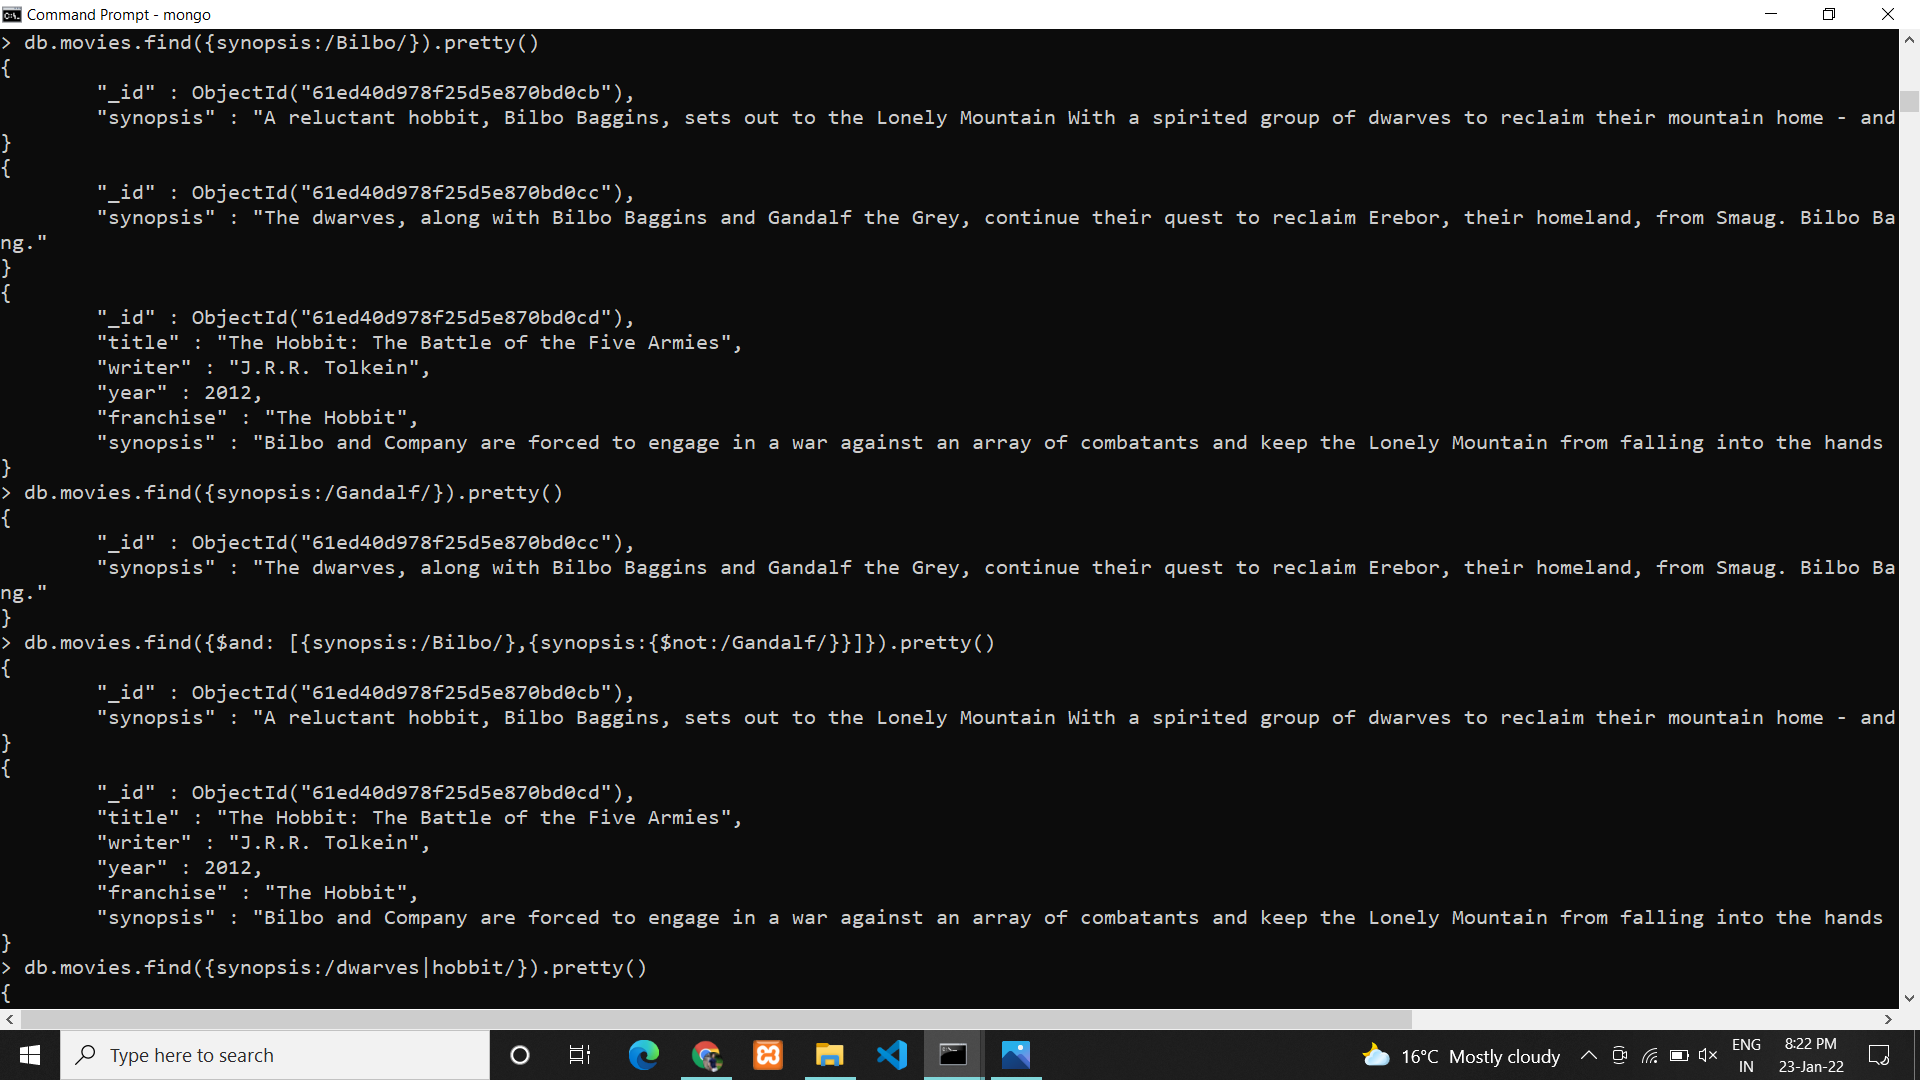 Command Prompt - mongo
> db.movies.find({synopsis:/Bilbo/}).pretty()
{
"_id" : ObjectId("61ed40d978f25d5e870bd0cb"),
"synopsis" : "A reluctant hobbit, Bilbo Baggins, sets out to the Lonely Mountain With a spirited group of dwarves to reclaim their mountain home - and
}
{
"_id" : ObjectId("61ed40d978f25d5e870bd0cc"),
"synopsis" : "The dwarves, along with Bilbo Baggins and Gandalf the Grey, continue their quest to reclaim Erebor, their homeland, from Smaug. Bilbo Ba
ng."
}
{
"_id" : ObjectId("61ed40d978f25d5e870bd0cd"),
"title" : "The Hobbit: The Battle of the Five Armies",
"writer" : "J.R.R. Tolkein",
"year" : 2012,
"franchise" : "The Hobbit",
"synopsis" : "Bilbo and Company are forced to engage in a war against an array of combatants and keep the Lonely Mountain from falling into the hands
}
> db.movies.find({synopsis:/Gandalf/}).pretty()
{
"_id" : ObjectId("61ed40d978f25d5e870bd0cc"),
"synopsis" : "The dwarves, along with Bilbo Baggins and Gandalf the Grey, continue their quest to reclaim Erebor, their homeland, from Smaug. Bilbo Ba
ng."
}
> db.movies.find({$and: [{synopsis:/Bilbo/},{synopsis:{$not:/Gandalf/}}]}).pretty()
{
"_id" : ObjectId("61ed40d978f25d5e870bd0cb"),
"synopsis" : "A reluctant hobbit, Bilbo Baggins, sets out to the Lonely Mountain With a spirited group of dwarves to reclaim their mountain home - and
}
{
"_id" : ObjectId("61ed40d978f25d5e870bd0cd"),
"title" : "The Hobbit: The Battle of the Five Armies",
"writer" : "J.R.R. Tolkein",
"year" : 2012,
"franchise" : "The Hobbit",
"synopsis" : "Bilbo and Company are forced to engage in a war against an array of combatants and keep the Lonely Mountain from falling into the hands
}
> db.movies.find({synopsis:/dwarves|hobbit/}).pretty()
{
Type here to search
16°C Mostly cloudy
ENG
IN
8:22 PM
23-Jan-22